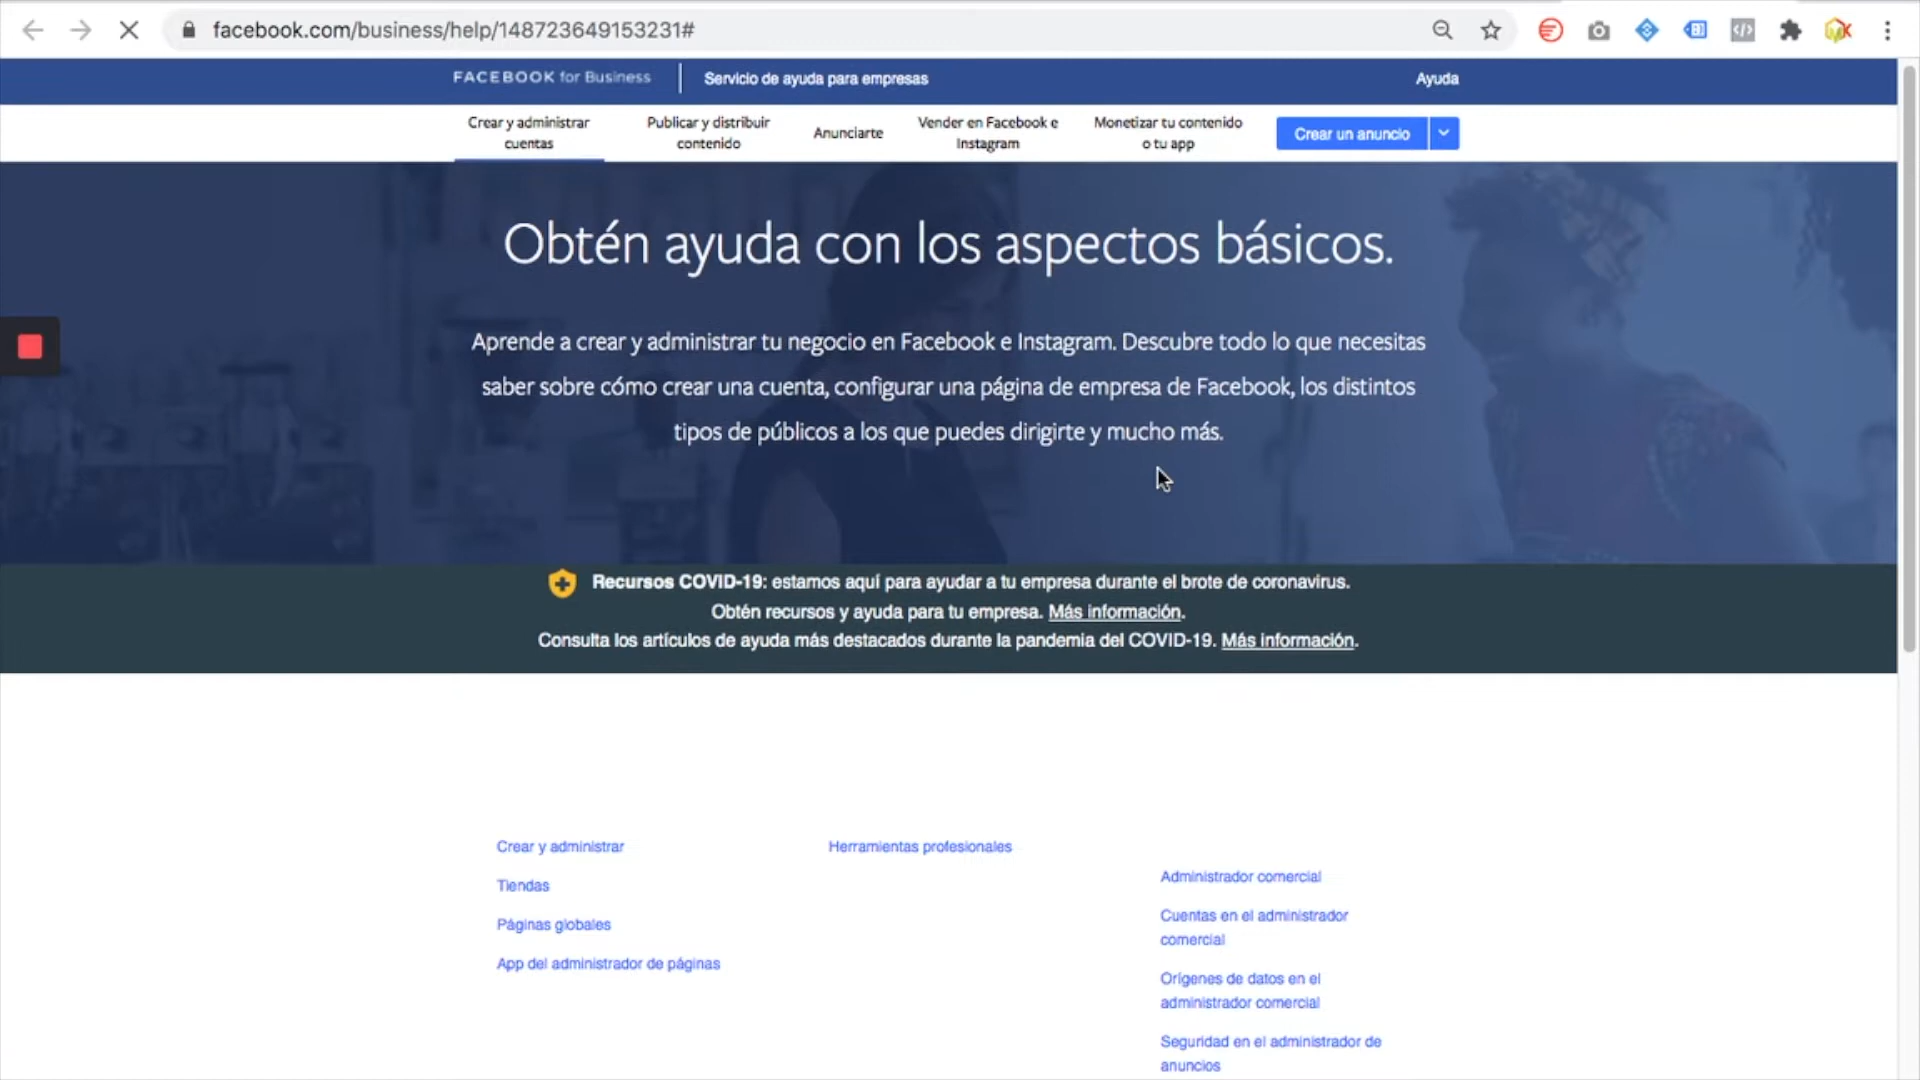 facebook.com/business/help/148723649153231#
FACEBOOK for Business
Servicio de ayuda para empresas
Ayuda
Crear y administrar
cuentas
Publicar y distribuir
contenido
Anunciarte
Vender en Facebook e
Instagram
Monetizar tu contenido
o tu app
Crear un anuncio
Obtén ayuda con los aspectos básicos.
Aprende a crear y administrar tu negocio en Facebook e Instagram. Descubre todo lo que necesitas
saber sobre cómo crear una cuenta, configurar una página de empresa de Facebook, los distintos
tipos de públicos a los que puedes dirigirte y mucho más.
Recursos COVID-19: estamos aquí para ayudar a tu empresa durante el brote de coronavirus.
Obtén recursos y ayuda para tu empresa. Más información.
Consulta los artículos de ayuda más destacados durante la pandemia del COVID-19. Más información.
Crear y administrar
Tiendas
Páginas globales
App del administrador de páginas
Herramientas profesionales
Administrador comercial
Cuentas en el administrador
comercial
Orígenes de datos en el
administrador comercial
Seguridad en el administrador de
anuncios